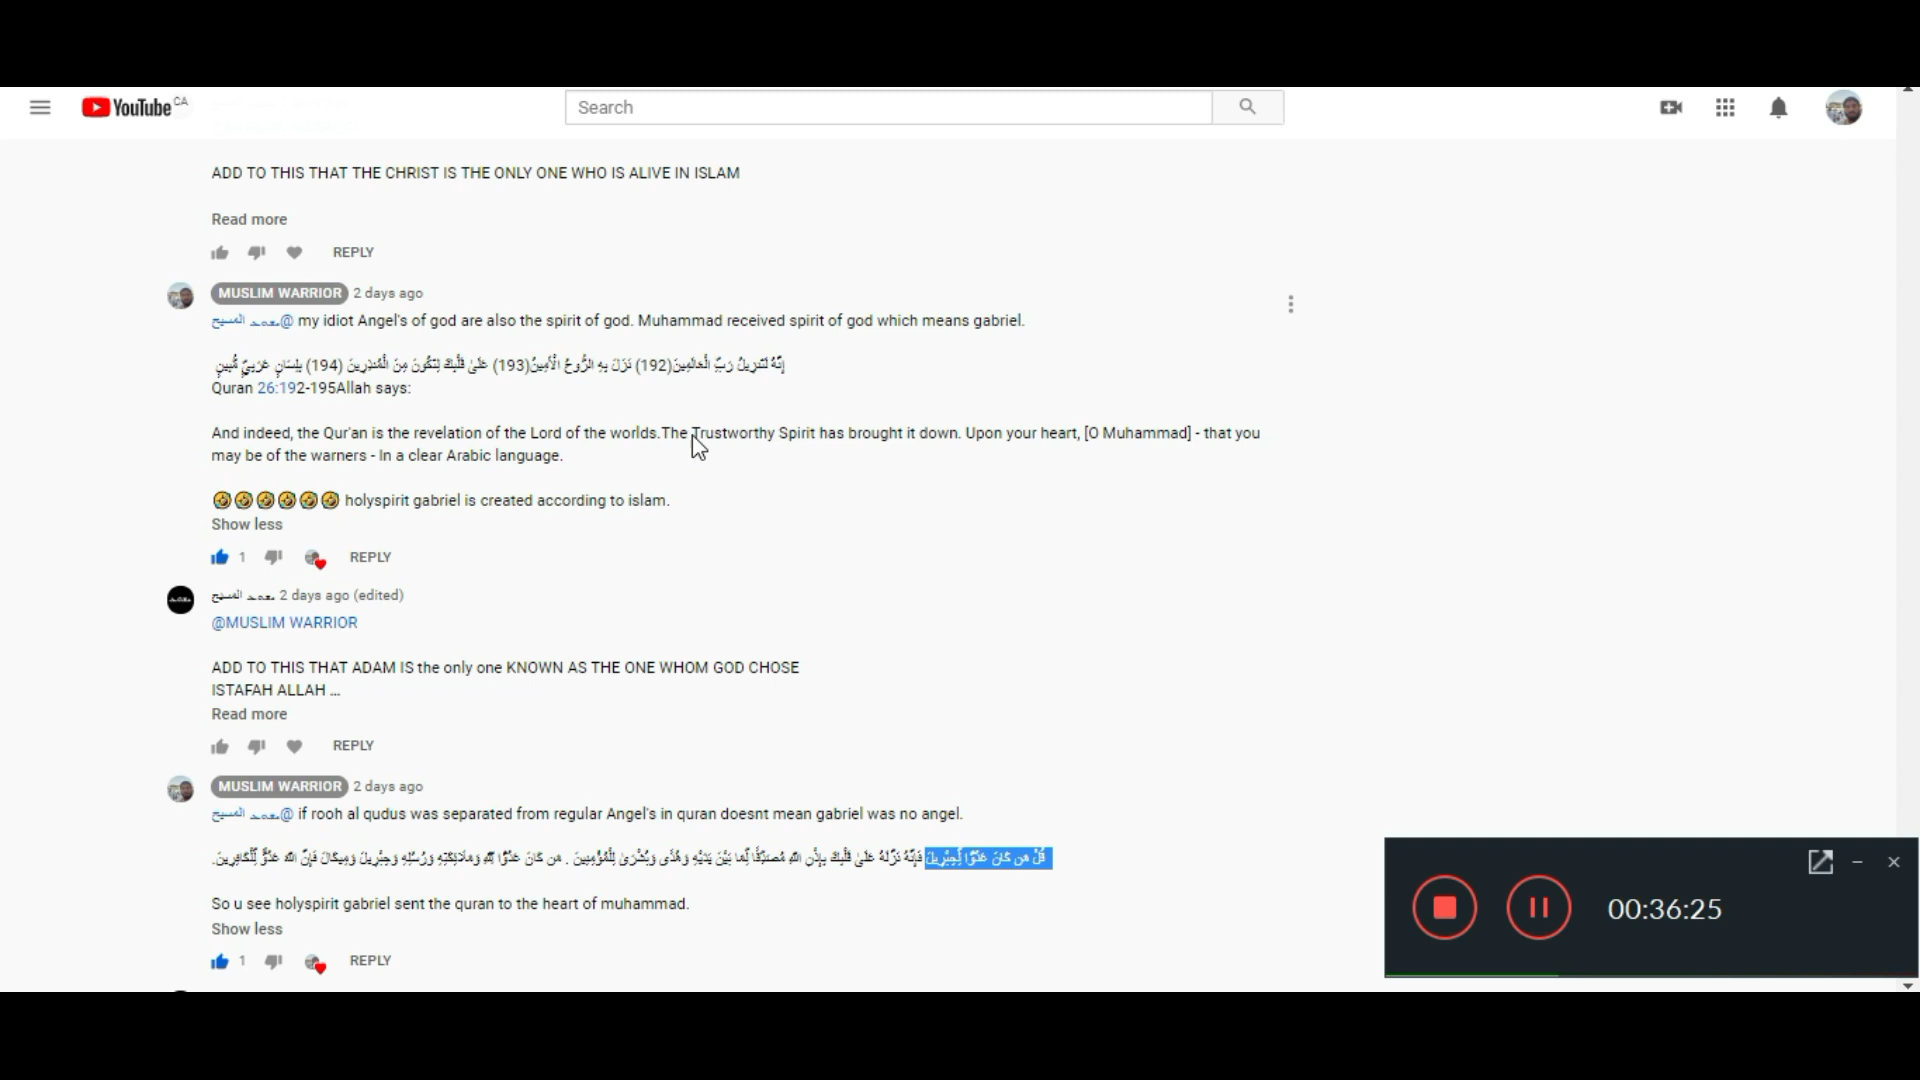 YouTube CA
Search
ADD TO THIS THAT THE CHRIST IS THE ONLY ONE WHO IS ALIVE IN ISLAM
Read more
REPLY
MUSLIM WARRIOR 2 days ago
@محمد المسيح my idiot Angel's of god are also the spirit of god. Muhammad received spirit of god which means gabriel.
إِنَّهُ لَتَنزِيلُ رَبِّ الْعَالَمِينَ(192) نَزَلَ بِهِ الرُّوحُ الْأَمِينُ(193) عَلَىٰ قَلْبِكَ لِتَكُونَ مِنَ الْمُنذِرِينَ (194) بِلِسَانٍ عَرَبِيٍّ مُّبِينٍ
Quran 26:192-195Allah says:
And indeed, the Qur'an is the revelation of the Lord of the worlds.The Trustworthy Spirit has brought it down. Upon your heart, [O Muhammad] - that you
may be of the warners - In a clear Arabic language.
🤣🤣🤣🤣🤣🤣 holyspirit gabriel is created according to islam.
Show less
1 REPLY
محمد المسيح 2 days ago (edited)
@MUSLIM WARRIOR
ADD TO THIS THAT ADAM IS the only one KNOWN AS THE ONE WHOM GOD CHOSE
ISTAFAH ALLAH ...
Read more
REPLY
MUSLIM WARRIOR 2 days ago
@محمد المسيح if rooh al qudus was separated from regular Angel's in quran doesnt mean gabriel was no angel.
قُلْ مَن كَانَ عَدُوًّا لِّجِبْرِيلَ فَإِنَّهُ نَزَّلَهُ عَلَىٰ قَلْبِكَ بِإِذْنِ اللَّهِ مُصَدِّقًا لِّمَا بَيْنَ يَدَيْهِ وَهُدًى وَبُشْرَىٰ لِلْمُؤْمِنِينَ . مَن كَانَ عَدُوًّا لِّلَّهِ وَمَلَائِكَتِهِ وَرُسُلِهِ وَجِبْرِيلَ وَمِيكَالَ فَإِنَّ اللَّهَ عَدُوٌّ لِّلْكَافِرِينَ.
So u see holyspirit gabriel sent the quran to the heart of muhammad.
Show less
1 REPLY
00:36:25